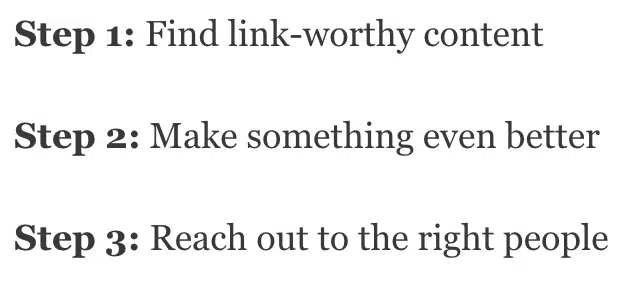 Step 1: Find link-worthy content
Step 2: Make something even better
Step 3: Reach out to the right people